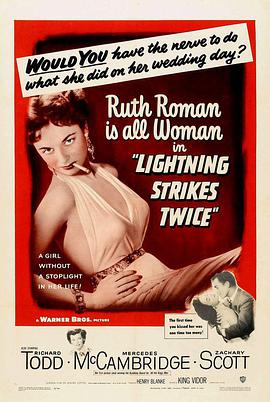 WOULD YOU have the nerve to do
what she did on her wedding day?
Ruth Roman
is all Woman
in
"LIGHTNING
STRIKES
TWICE"
A GIRL
WITHOUT
A STOPLIGHT
IN HER LIFE!
A WARNER BROS. PICTURE
The first time
you kissed her was
one time too many!
ALSO STARRING
RICHARD
TODD
MERCEDES
McCAMBRIDGE
ZACHARY
SCOTT
HENRY BLANKE
KING VIDOR